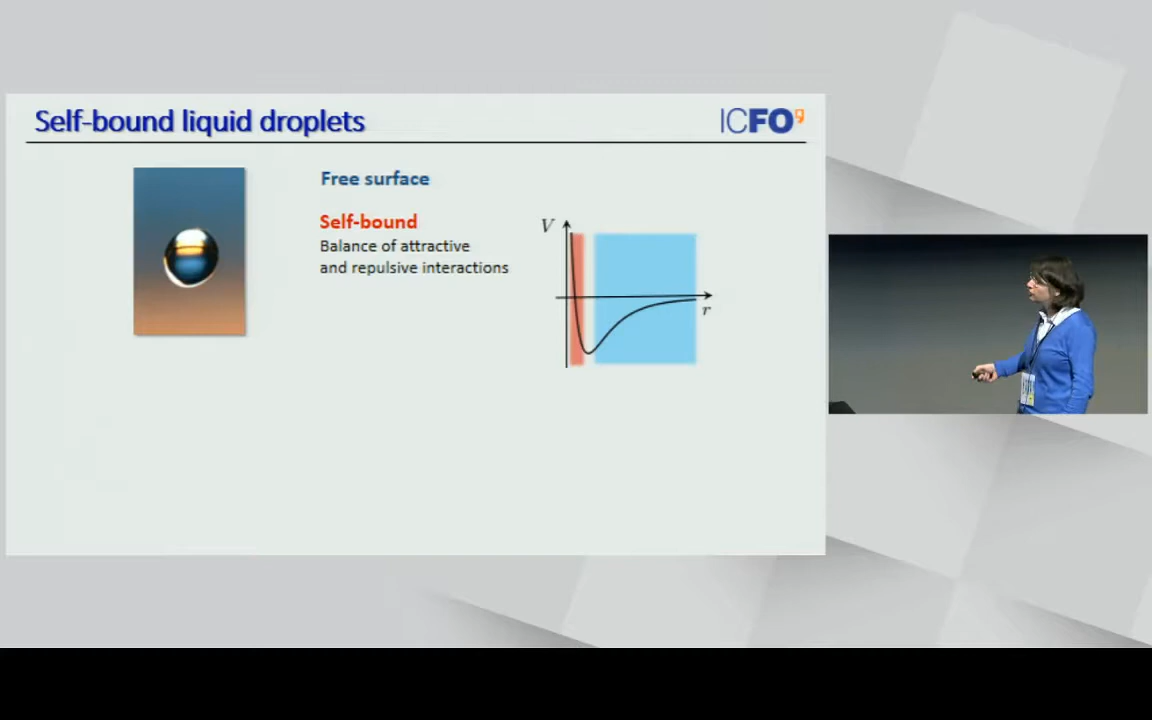 Self-bound liquid droplets
ICFO
Free surface
Self-bound
Balance of attractive
and repulsive interactions
V
r